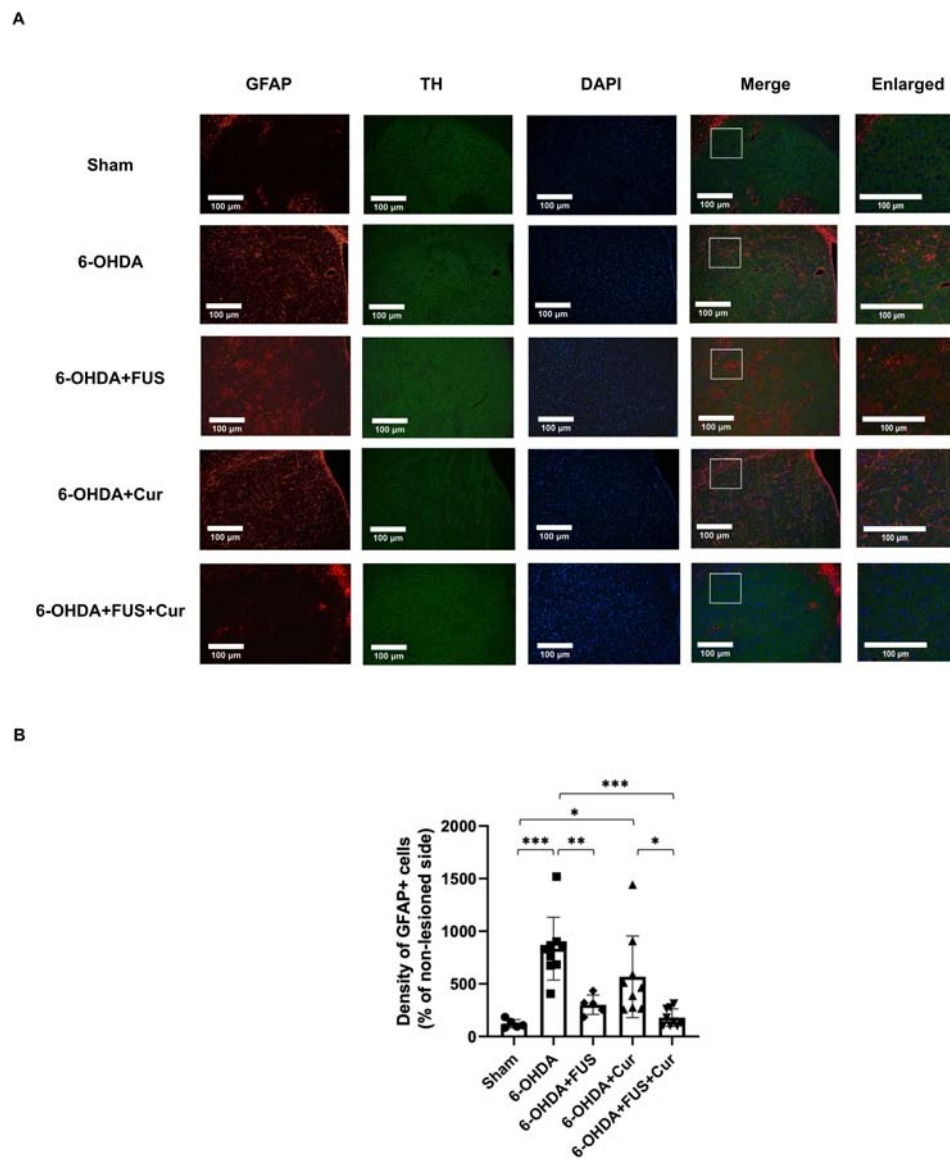 A
GFAP TH DAPI Merge Enlarged
Sham
100 µm 100 µm 100 µm 100 µm 100 µm
6-OHDA
100 µm 100 µm 100 µm 100 µm 100 µm
6-OHDA+FUS
100 µm 100 µm 100 µm 100 µm 100 µm
6-OHDA+Cur
100 µm 100 µm 100 µm 100 µm 100 µm
6-OHDA+FUS+Cur
100 µm 100 µm 100 µm 100 µm 100 µm
B
Density of GFAP+ cells
(% of non-lesioned side)
***
*
*** ** *
2000
1500
1000
500
0
Sham
6-OHDA
6-OHDA+FUS
6-OHDA+Cur
6-OHDA+FUS+Cur